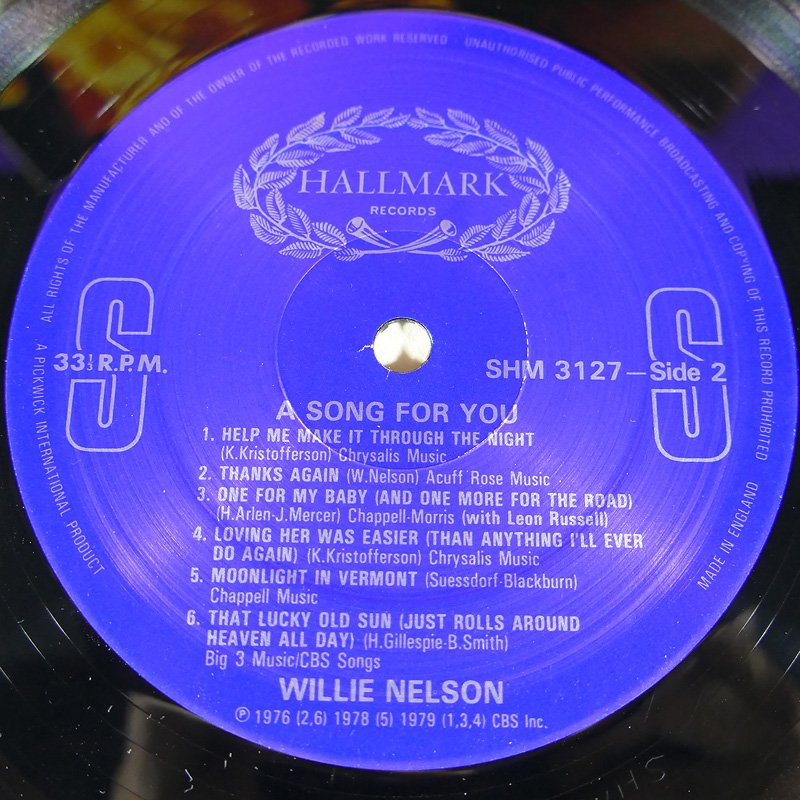 ALL RIGHTS OF THE MANUFACTURER AND OF THE OWNER OF THE RECORDED WORK RESERVED UNAUTHORISED PUBLIC PERFORMANCE BROADCASTING AND COPYING OF THIS RECORD PROHIBITED
HALLMARK
RECORDS
33⅓ R.P.M.
SHM 3127—Side 2
A SONG FOR YOU
1. HELP ME MAKE IT THROUGH THE NIGHT
(K.Kristofferson) Chrysalis Music
2. THANKS AGAIN (W.Nelson) Acuff Rose Music
3. ONE FOR MY BABY (AND ONE MORE FOR THE ROAD)
(H.Arlen-J.Mercer) Chappell-Morris (with Leon Russell)
4. LOVING HER WAS EASIER (THAN ANYTHING I'LL EVER
DO AGAIN) (K.Kristofferson) Chrysalis Music
5. MOONLIGHT IN VERMONT (Suessdorf-Blackburn)
Chappell Music
6. THAT LUCKY OLD SUN (JUST ROLLS AROUND
HEAVEN ALL DAY) (H.Gillespie-B.Smith)
Big 3 Music/CBS Songs
WILLIE NELSON
℗ 1976 (2,6) 1978 (5) 1979 (1,3,4) CBS Inc.
A PICKWICK INTERNATIONAL PRODUCT
MADE IN ENGLAND